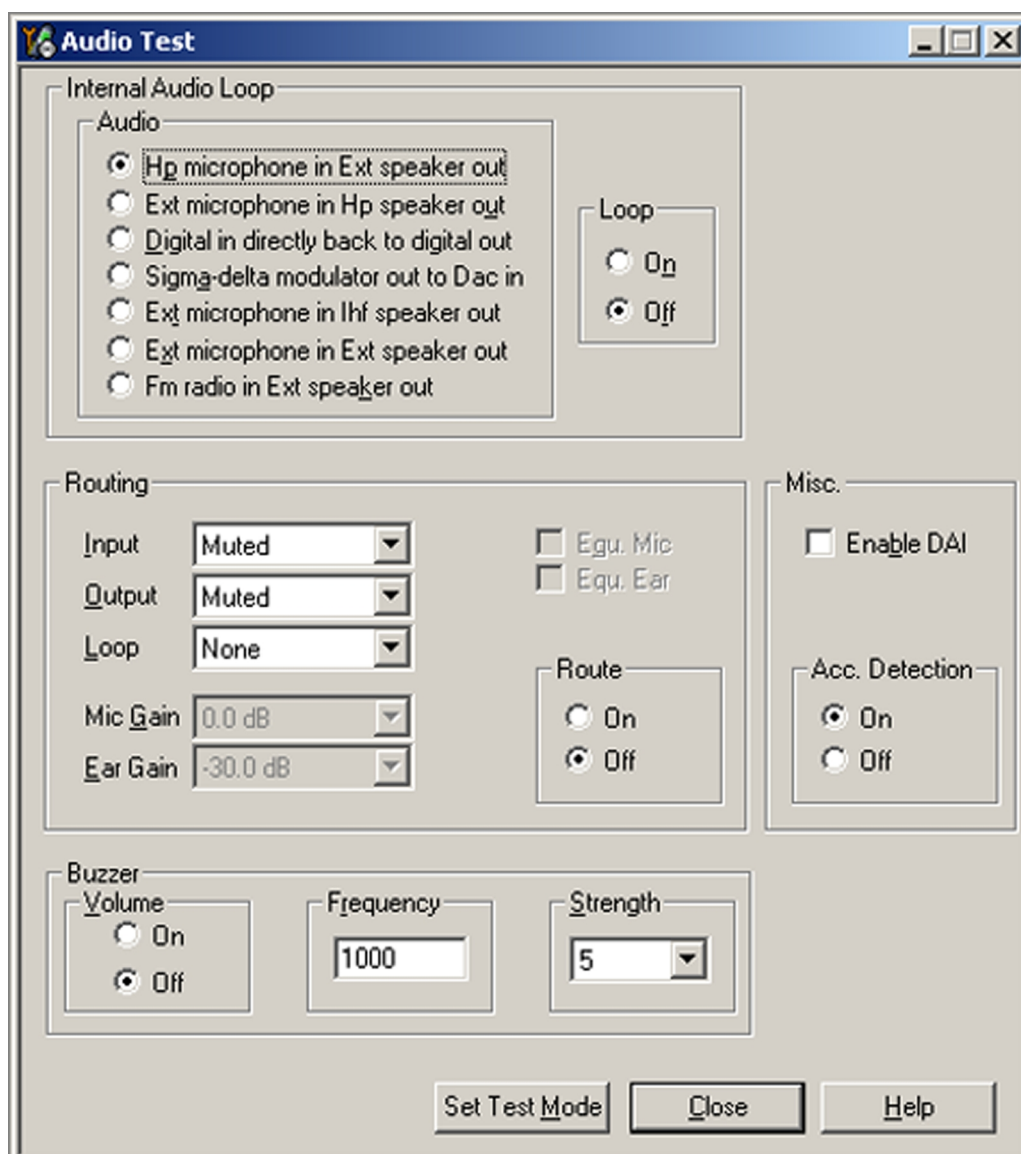 Audio Test
Internal Audio Loop
Audio
Hp microphone in Ext speaker out
Ext microphone in Hp speaker out
Digital in directly back to digital out
Sigma-delta modulator out to Dac in
Ext microphone in Ihf speaker out
Ext microphone in Ext speaker out
Fm radio in Ext speaker out
Loop
On
Off
Routing
Input
Muted
Output
Muted
Loop
None
Mic Gain
0.0 dB
Ear Gain
-30.0 dB
Equ. Mic
Equ. Ear
Route
On
Off
Misc.
Enable DAI
Acc. Detection
On
Off
Buzzer
Volume
On
Off
Frequency
1000
Strength
5
Set Test Mode
Close
Help